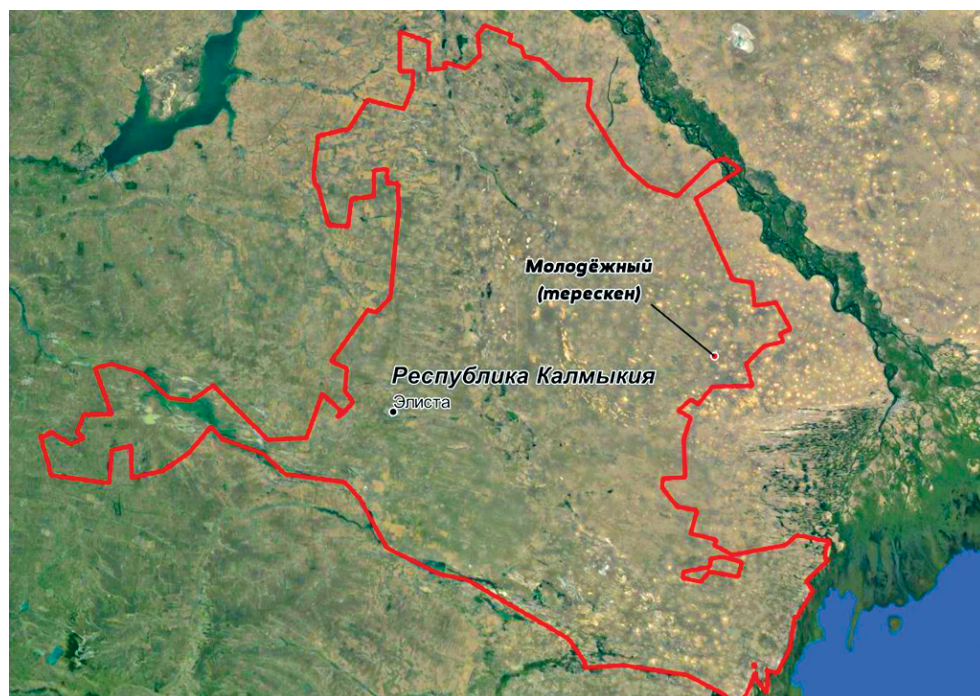 Молодёжный
(терескен)
Республика Калмыкия
Элиста